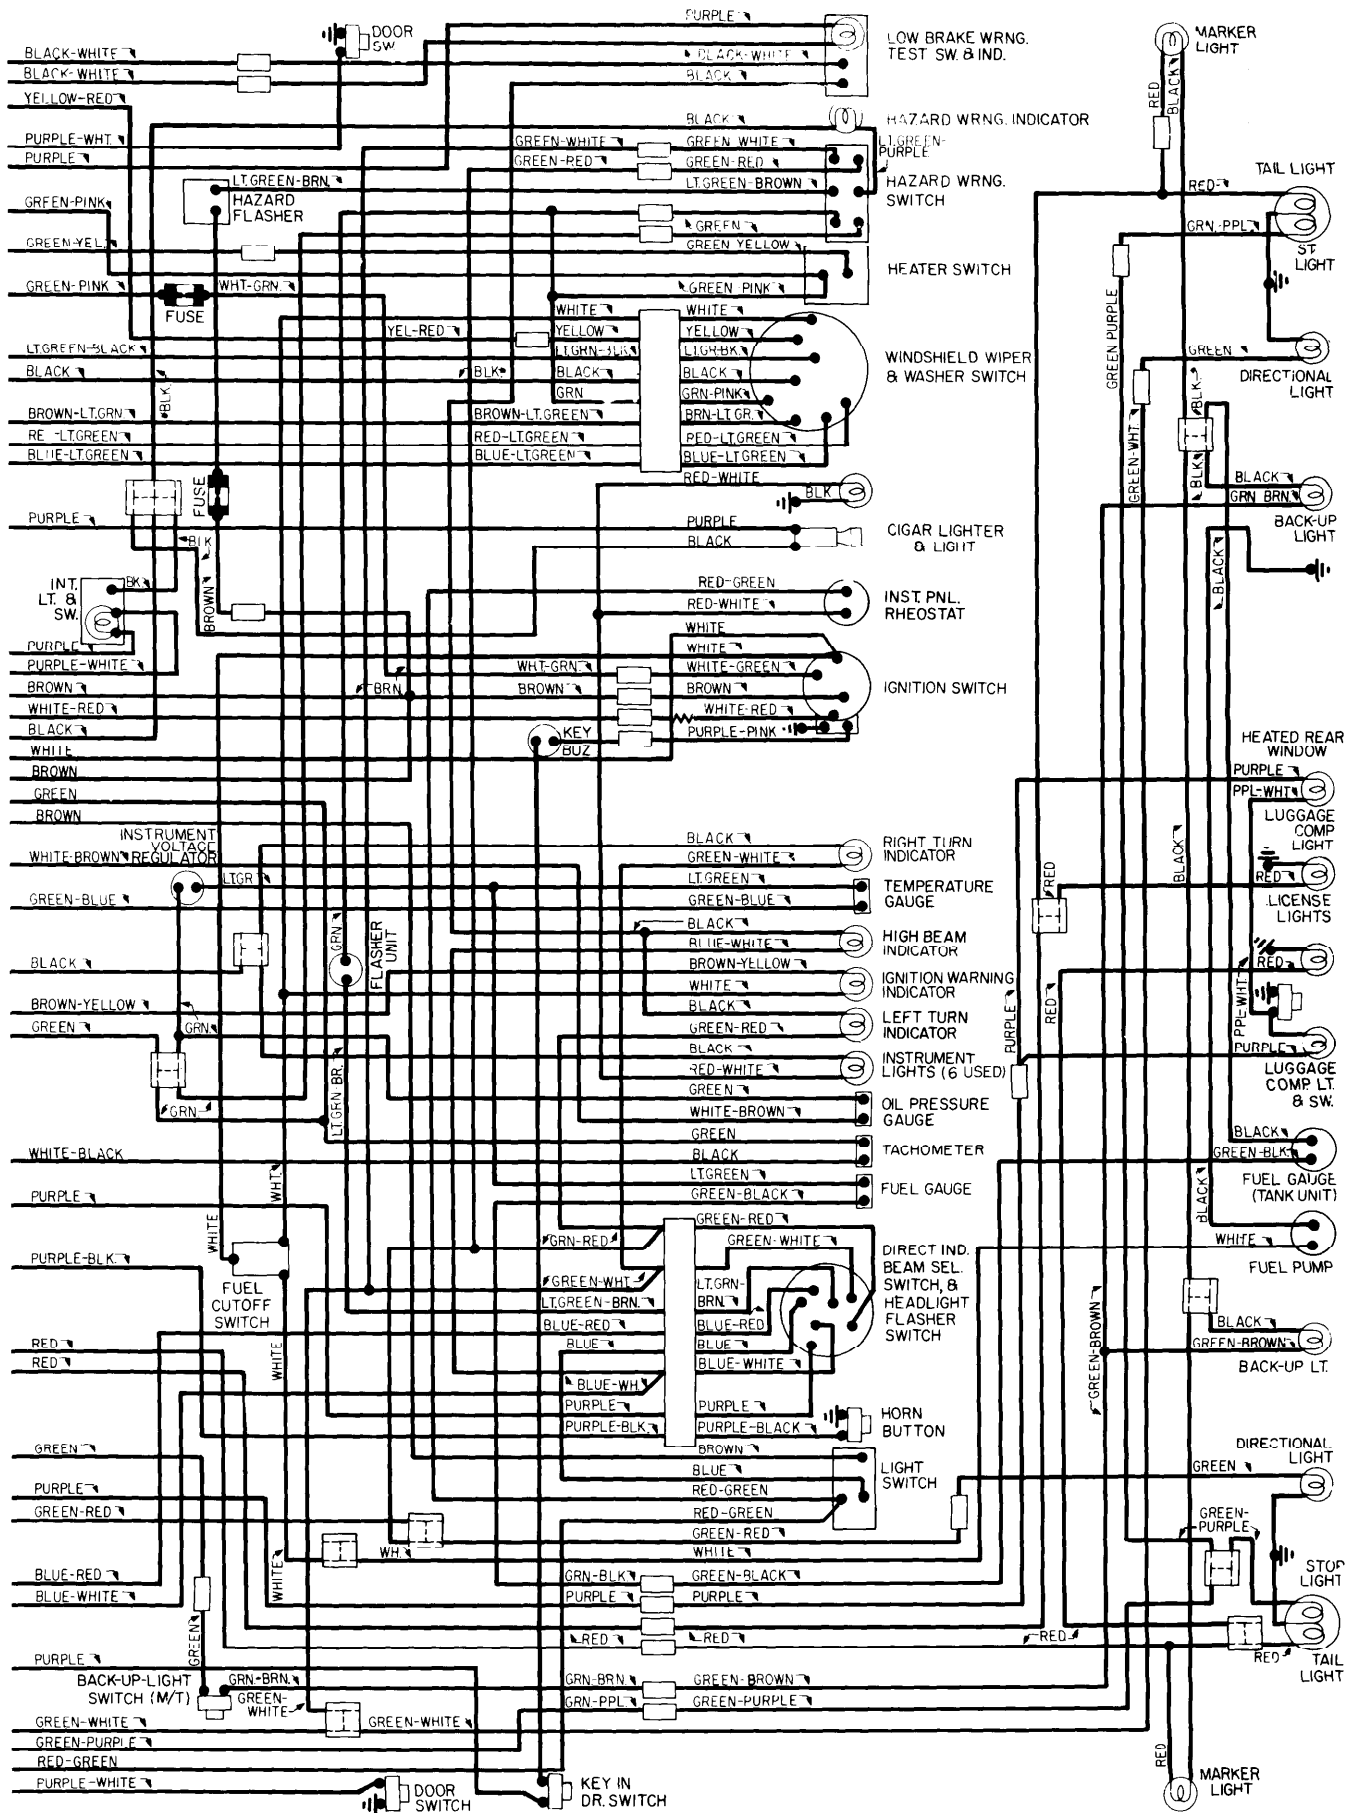 PURPLE
DOOR SW.
LOW BRAKE WRNG.
TEST SW. & IND.
MARKER
LIGHT
BLACK-WHITE
BLACK-WHITE
BLACK-WHITE
BLACK
YELLOW-RED
RED
BLACK
BLACK
HAZARD WRNG. INDICATOR
PURPLE-WHT.
PURPLE
GREEN-WHITE
GREEN WHITE
LT.GREEN-
PURPLE
GREEN-RED
GREEN-RED
LT.GREEN-BRN.
LT.GREEN-BROWN
HAZARD WRNG.
SWITCH
TAIL LIGHT
RED
HAZARD
FLASHER
GREEN-PINK
GREEN
GRN.-PPL
ST.
LIGHT
GREEN-YEL.
GREEN YELLOW
HEATER SWITCH
GREEN-PINK
WHT-GRN.
GREEN PINK
FUSE
WHITE
WHITE
YEL-RED
YELLOW
YELLOW
GREEN PURPLE
LT.GREEN-BLACK
LT.GRN-BLK
LT.GR-BK.
WINDSHIELD WIPER
& WASHER SWITCH
GREEN
DIRECTIONAL
LIGHT
BLACK
BLK.
BLACK
BLACK
GRN
GRN-PINK
BLK.
BLK.
BROWN-LT.GRN
BROWN-LT.GREEN
BRN-LT GR.
RE -LT.GREEN
RED-LT.GREEN
RED-LT.GREEN
GREEN-WHT.
BLUE-LT.GREEN
BLUE-LT.GREEN
BLUE-LT.GREEN
BLK.
RED-WHITE
BLACK
BLK
GRN BRN.
FUSE
BACK-UP
LIGHT
PURPLE
PURPLE
CIGAR LIGHTER
& LIGHT
BLACK
BLK
BLACK
INT.
LT. &
SW.
BK.
BROWN
RED-GREEN
RED-WHITE
INST. PNL.
RHEOSTAT
PURPLE
WHITE
WHITE
PURPLE-WHITE
WHT-GRN.
WHITE-GREEN
BROWN
BRN.
BROWN
BROWN
IGNITION SWITCH
WHITE-RED
WHITE-RED
BLACK
KEY
BUZ
PURPLE-PINK
WHITE
HEATED REAR
WINDOW
BROWN
PURPLE
GREEN
PPL-WHT
BROWN
LUGGAGE
COMP
LIGHT
INSTRUMENT
VOLTAGE
REGULATOR
WHITE-BROWN
BLACK
RIGHT TURN
INDICATOR
GREEN-WHITE
BLACK
LTGR
LT.GREEN
TEMPERATURE
GAUGE
RED
RED
GREEN-BLUE
GREEN-BLUE
LICENSE
LIGHTS
GRN.
FLASHER
UNIT
BLACK
HIGH BEAM
INDICATOR
BLUE-WHITE
RED
BLACK
BROWN-YELLOW
IGNITION WARNING
INDICATOR
WHITE
PPL-WHT
BROWN-YELLOW
BLACK
LEFT TURN
INDICATOR
GREEN
GRN.
GREEN-RED
PURPLE
RED
BLACK
PURPLE
INSTRUMENT
LIGHTS (6 USED)
RED-WHITE
LUGGAGE
COMP LT.
& SW.
GREEN
OIL PRESSURE
GAUGE
GRN
LT.GRN BR.
WHITE-BROWN
GREEN
TACHOMETER
BLACK
GREEN-BLK
WHITE-BLACK
BLACK
LT.GREEN
FUEL GAUGE
GREEN-BLACK
FUEL GAUGE
(TANK UNIT)
WHT.
PURPLE
BLACK
WHITE
GREEN-RED
GRN-RED
GREEN-WHITE
WHITE
FUEL PUMP
PURPLE-BLK.
DIRECT. IND.
BEAM SEL.
SWITCH, &
HEADLIGHT
FLASHER
SWITCH
FUEL
CUTOFF
SWITCH
GREEN-WHT
LT.GRN-
BRN.
LT.GREEN-BRN.
BLUE-RED
BLUE-RED
GREEN-BROWN
BLACK
RED
BLUE
BLUE
GREEN-BROWN
RED
WHITE
BLUE-WHITE
BACK-UP LT.
BLUE-WH.
PURPLE
PURPLE
HORN
BUTTON
PURPLE-BLK.
PURPLE-BLACK
GREEN
BROWN
DIRECTIONAL
LIGHT
BLUE
LIGHT
SWITCH
GREEN
PURPLE
RED-GREEN
GREEN-RED
RED-GREEN
GREEN-
PURPLE
GREEN-RED
WH.
WHITE
STOP
LIGHT
BLUE-RED
WHITE
GRN-BLK
GREEN-BLACK
BLUE-WHITE
PURPLE
PURPLE
GREEN
RED
RED
RED
RED
PURPLE
TAIL
LIGHT
BACK-UP-LIGHT
SWITCH (M/T)
GRN-BRN.
GRN-BRN.
GREEN-BROWN
GREEN-
WHITE
GRN-PPL.
GREEN-PURPLE
GREEN-WHITE
GREEN-WHITE
GREEN-PURPLE
RED-GREEN
RED
PURPLE-WHITE
DOOR
SWITCH
KEY IN
DR. SWITCH
MARKER
LIGHT